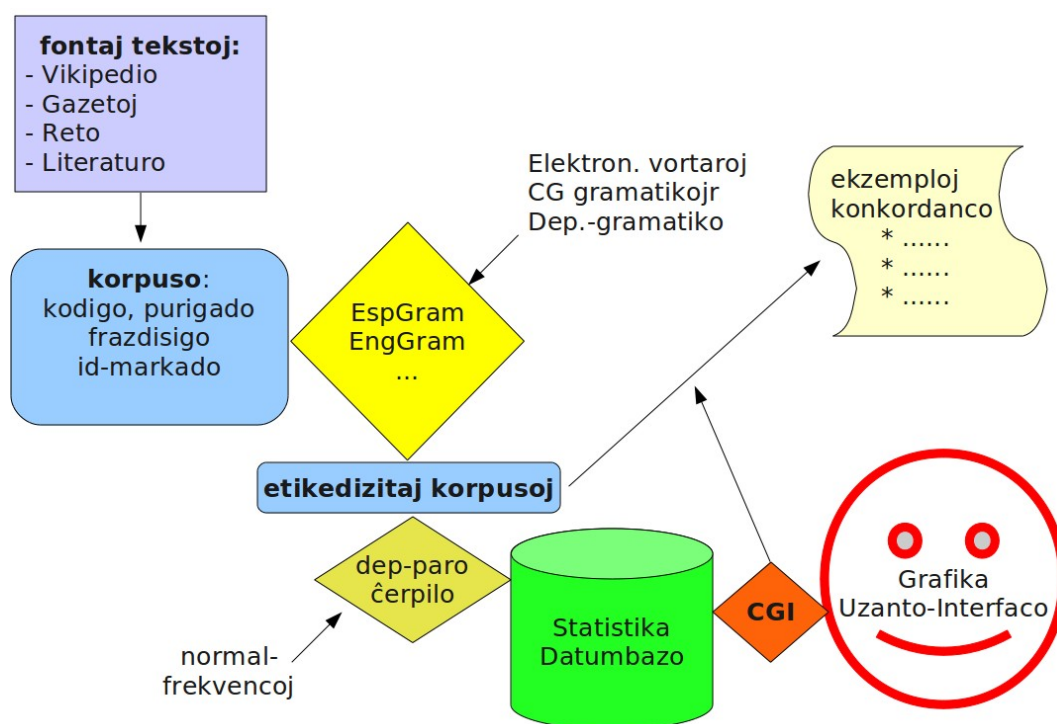 fontaj tekstoj:
- Vikipedio
- Gazetoj
- Reto
- Literaturo
korpuso:
kodigo, purigado
frazdisigo
id-markado
Elektron. vortaroj
CG gramatikojr
Dep.-gramatiko
EspGram
EngGram
...
ekzemploj
konkordanco
* ......
* ......
* ......
etikedizitaj korpusoj
dep-paro
ĉerpilo
normal-
frekvencoj
Statistika
Datumbazo
CGI
Grafika
Uzanto-Interfaco